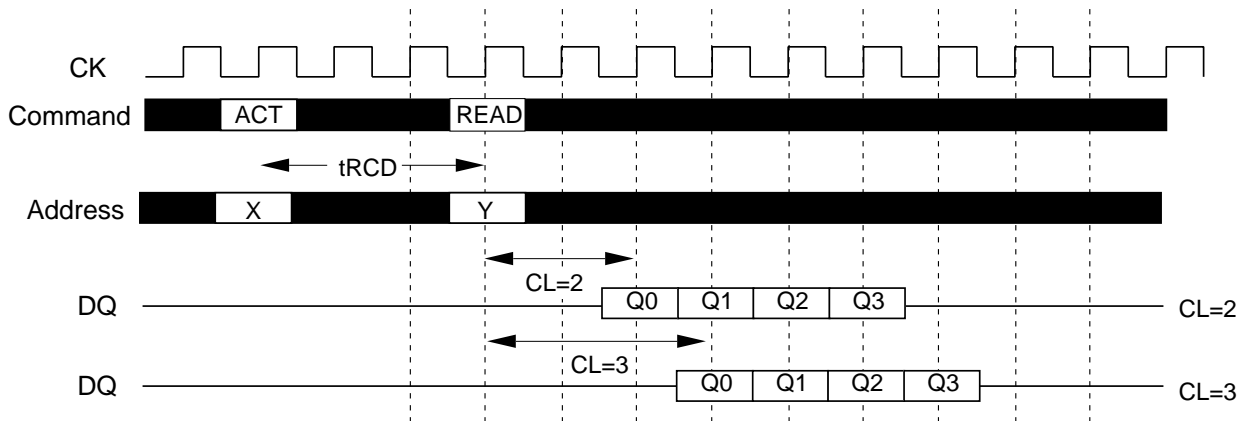 CK
Command ACT READ
tRCD
Address X Y
CL=2
DQ Q0 Q1 Q2 Q3 CL=2
CL=3
DQ Q0 Q1 Q2 Q3 CL=3